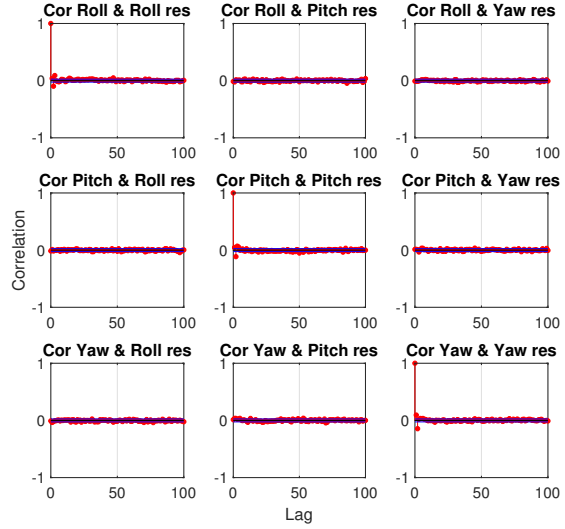 Cor Roll & Roll res Cor Roll & Pitch res Cor Roll & Yaw res
1 1 1
0 0 0
-1 -1 -1
0 50 100 0 50 100 0 50 100
Cor Pitch & Roll res Cor Pitch & Pitch res Cor Pitch & Yaw res
1 1 1
Correlation
0 0 0
-1 -1 -1
0 50 100 0 50 100 0 50 100
Cor Yaw & Roll res Cor Yaw & Pitch res Cor Yaw & Yaw res
1 1 1
0 0 0
-1 -1 -1
0 50 100 0 50 100 0 50 100
Lag